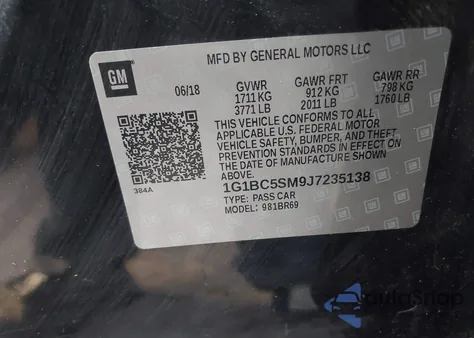 MFD BY GENERAL MOTORS LLC
GM
06/18 GVWR GAWR FRT GAWR RR
1711 KG 912 KG 798 KG
3771 LB 2011 LB 1760 LB
THIS VEHICLE CONFORMS TO ALL
APPLICABLE U.S. FEDERAL MOTOR
VEHICLE SAFETY, BUMPER, AND THEFT
PREVENTION STANDARDS IN EFFECT ON
THE DATE OF MANUFACTURE SHOWN
ABOVE.
384A
1G1BC5SM9J7235138
TYPE: PASS CAR
MODEL: 981BR69